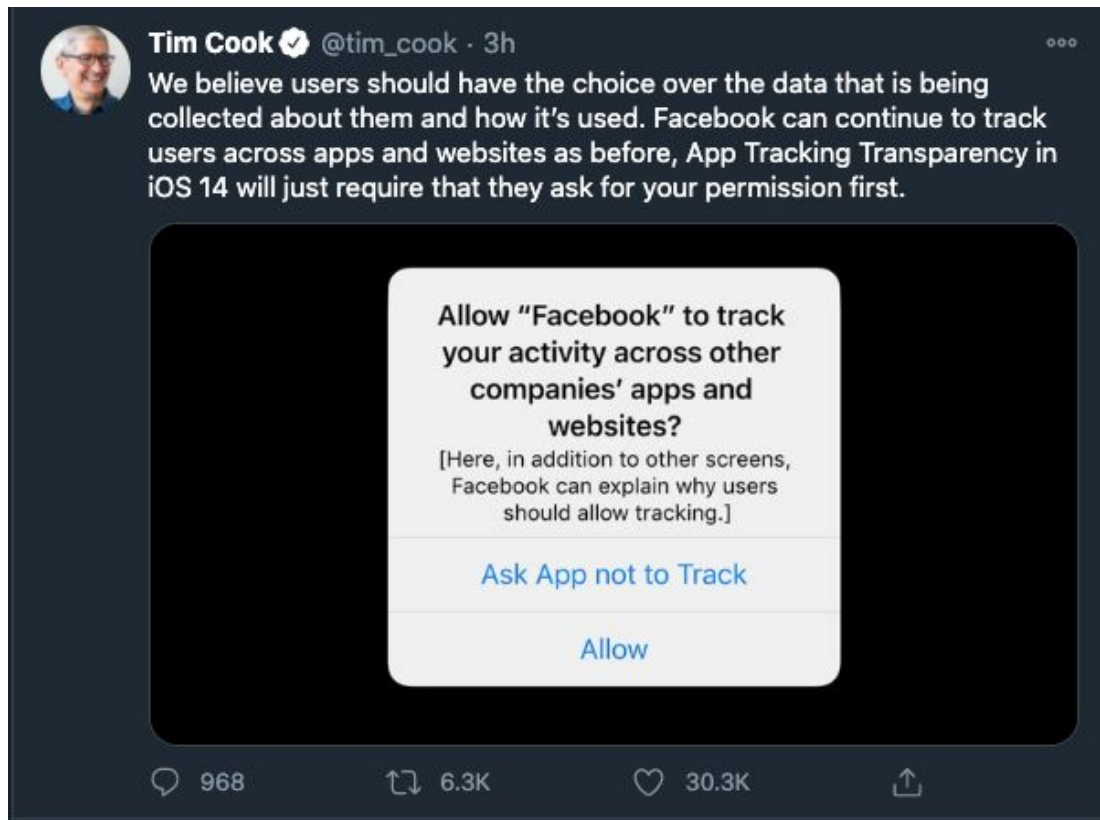 Tim Cook @tim_cook · 3h
We believe users should have the choice over the data that is being
collected about them and how it’s used. Facebook can continue to track
users across apps and websites as before, App Tracking Transparency in
iOS 14 will just require that they ask for your permission first.
Allow “Facebook” to track
your activity across other
companies’ apps and
websites?
[Here, in addition to other screens,
Facebook can explain why users
should allow tracking.]
Ask App not to Track
Allow
968 6.3K 30.3K